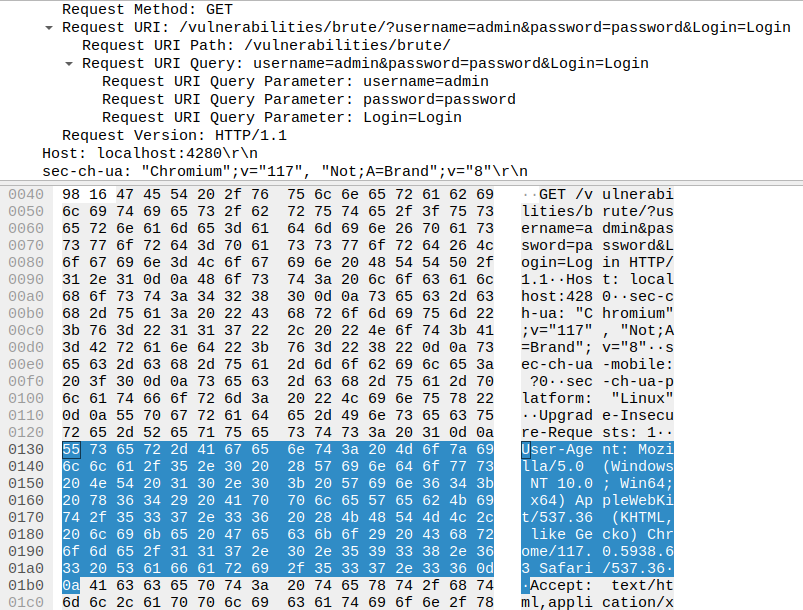 Request Method: GET
Request URI: /vulnerabilities/brute/?username=admin&password=password&Login=Login
Request URI Path: /vulnerabilities/brute/
Request URI Query: username=admin&password=password&Login=Login
Request URI Query Parameter: username=admin
Request URI Query Parameter: password=password
Request URI Query Parameter: Login=Login
Request Version: HTTP/1.1
Host: localhost:4280\r\n
sec-ch-ua: "Chromium";v="117", "Not;A=Brand";v="8"\r\n
0040 98 16 47 45 54 20 2f 76 75 6c 6e 65 72 61 62 69 ··GET /v ulnerabi
0050 6c 69 74 69 65 73 2f 62 72 75 74 65 2f 3f 75 73 lities/b rute/?us
0060 65 72 6e 61 6d 65 3d 61 64 6d 69 6e 26 70 61 73 ername=a dmin&pas
0070 73 77 6f 72 64 3d 70 61 73 73 77 6f 72 64 26 4c sword=pa ssword&L
0080 6f 67 69 6e 3d 4c 6f 67 69 6e 20 48 54 54 50 2f ogin=Log in HTTP/
0090 31 2e 31 0d 0a 48 6f 73 74 3a 20 6c 6f 63 61 6c 1.1··Hos t: local
00a0 68 6f 73 74 3a 34 32 38 30 0d 0a 73 65 63 2d 63 host:428 0··sec-c
00b0 68 2d 75 61 3a 20 22 43 68 72 6f 6d 69 75 6d 22 h-ua: "C hromium"
00c0 3b 76 3d 22 31 31 37 22 2c 20 22 4e 6f 74 3b 41 ;v="117" , "Not;A
00d0 3d 42 72 61 6e 64 22 3b 76 3d 22 38 22 0d 0a 73 =Brand"; v="8"··s
00e0 65 63 2d 63 68 2d 75 61 2d 6d 6f 62 69 6c 65 3a ec-ch-ua -mobile:
00f0 20 3f 30 0d 0a 73 65 63 2d 63 68 2d 75 61 2d 70 ?0··sec -ch-ua-p
0100 6c 61 74 66 6f 72 6d 3a 20 22 4c 69 6e 75 78 22 latform: "Linux"
0110 0d 0a 55 70 67 72 61 64 65 2d 49 6e 73 65 63 75 ··Upgrad e-Insecu
0120 72 65 2d 52 65 71 75 65 73 74 73 3a 20 31 0d 0a re-Reque sts: 1··
0130 55 73 65 72 2d 41 67 65 6e 74 3a 20 4d 6f 7a 69 User-Age nt: Mozi
0140 6c 6c 61 2f 35 2e 30 20 28 57 69 6e 64 6f 77 73 lla/5.0 (Windows
0150 20 4e 54 20 31 30 2e 30 3b 20 57 69 6e 36 34 3b NT 10.0 ; Win64;
0160 20 78 36 34 29 20 41 70 70 6c 65 57 65 62 4b 69 x64) Ap pleWebKi
0170 74 2f 35 33 37 2e 33 36 20 28 4b 48 54 4d 4c 2c t/537.36 (KHTML,
0180 20 6c 69 6b 65 20 47 65 63 6b 6f 29 20 43 68 72 like Ge cko) Chr
0190 6f 6d 65 2f 31 31 37 2e 30 2e 35 39 33 38 2e 36 ome/117. 0.5938.6
01a0 33 20 53 61 66 61 72 69 2f 35 33 37 2e 33 36 0d 3 Safari /537.36·
01b0 0a 41 63 63 65 70 74 3a 20 74 65 78 74 2f 68 74 ·Accept: text/ht
01c0 6d 6c 2c 61 70 70 6c 69 63 61 74 69 6f 6e 2f 78 ml,appli cation/x